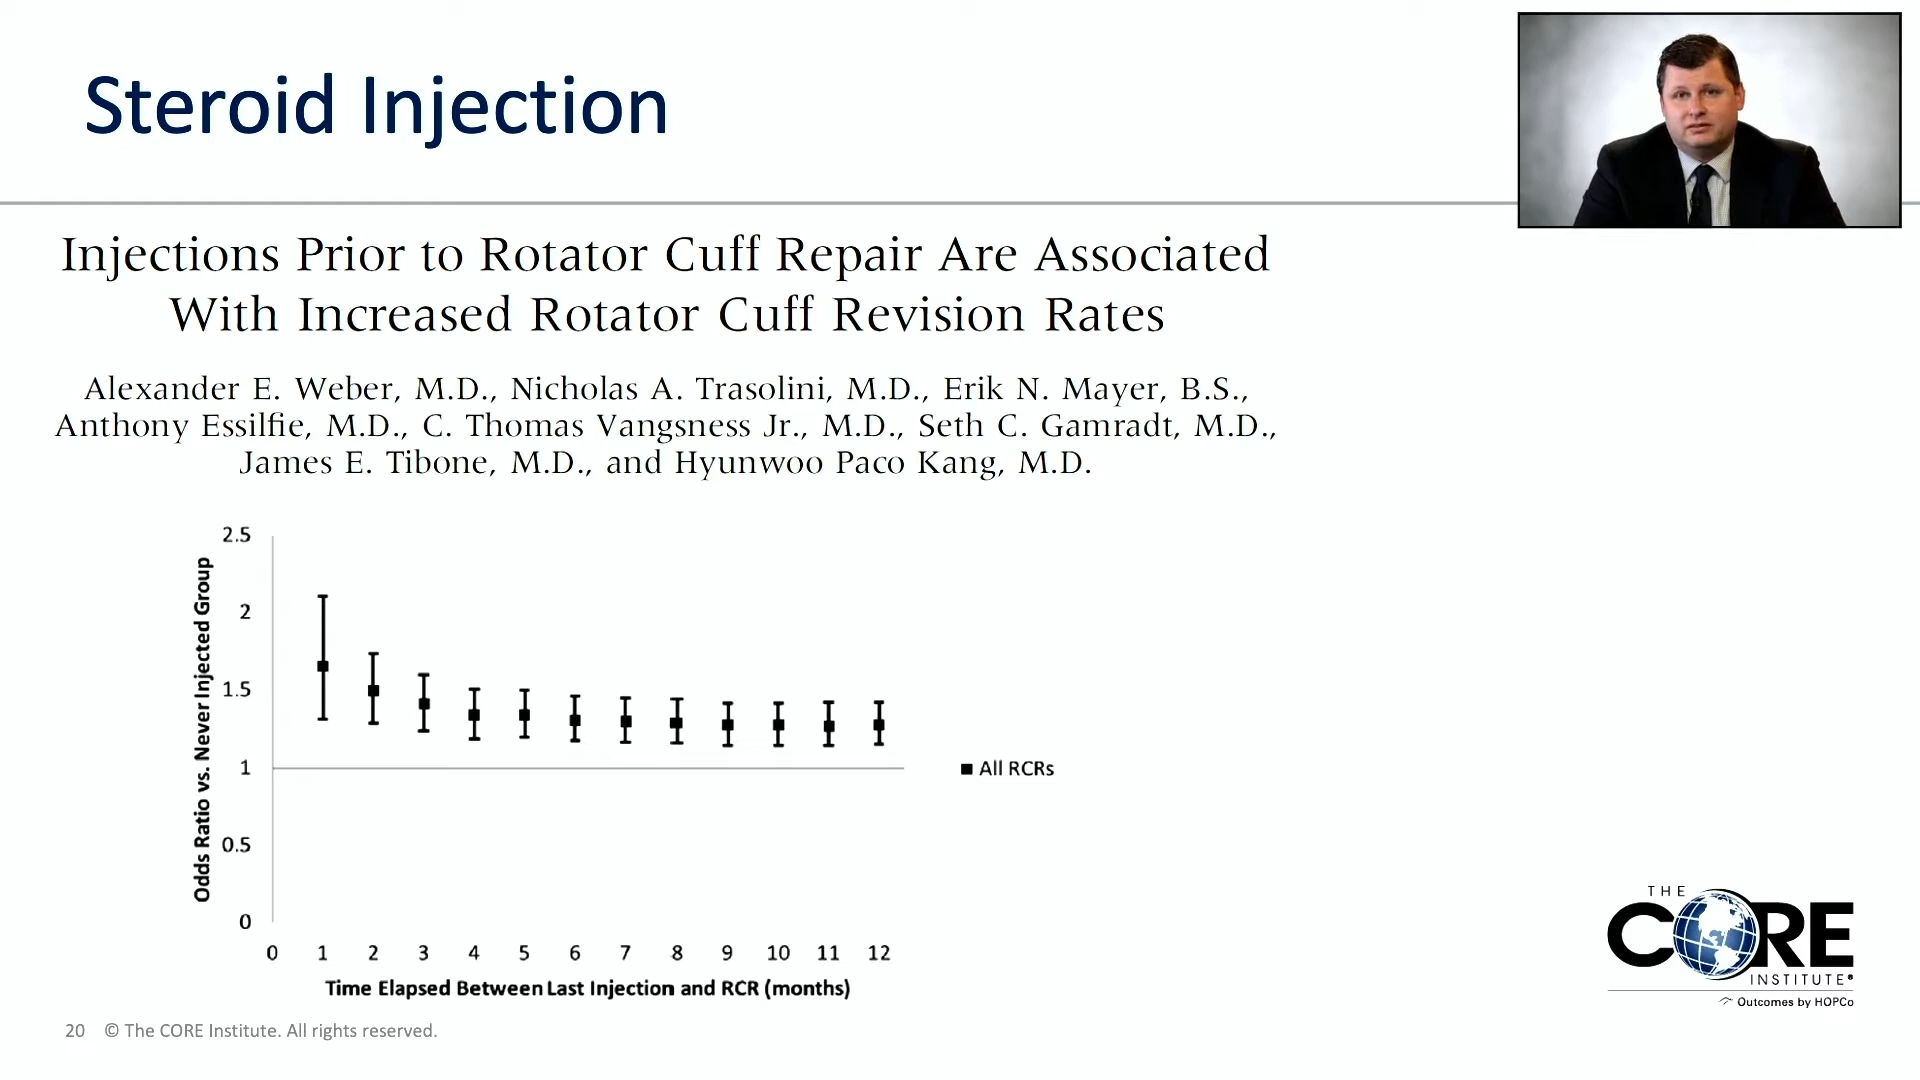 Steroid Injection
Injections Prior to Rotator Cuff Repair Are Associated
With Increased Rotator Cuff Revision Rates
Alexander E. Weber, M.D., Nicholas A. Trasolini, M.D., Erik N. Mayer, B.S.,
Anthony Essilfie, M.D., C. Thomas Vangsness Jr., M.D., Seth C. Gamradt, M.D.,
James E. Tibone, M.D., and Hyunwoo Paco Kang, M.D.
Odds Ratio vs. Never Injected Group
2.5
2
1.5
1
0.5
0
0 1 2 3 4 5 6 7 8 9 10 11 12
Time Elapsed Between Last Injection and RCR (months)
All RCRs
THE
CORE
INSTITUTE®
Outcomes by HOPCo
20 © The CORE Institute. All rights reserved.